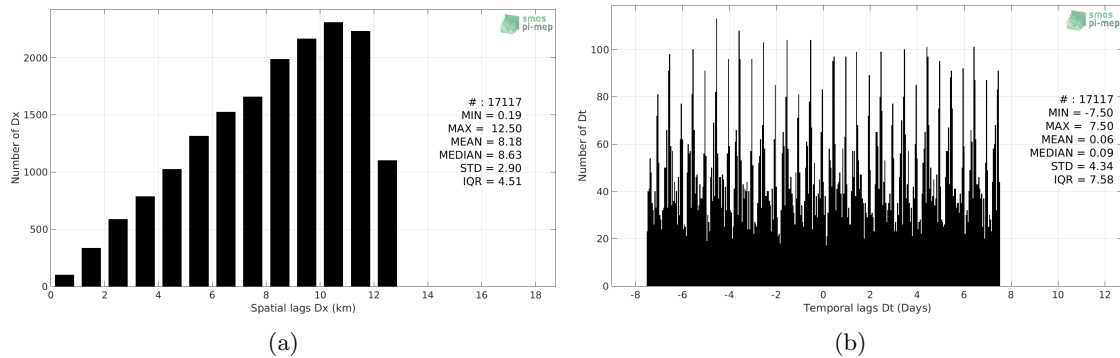 smos
pi-mep
2000
1500
1000
500
0
Number of Dx
# : 17117
MIN = 0.19
MAX = 12.50
MEAN = 8.18
MEDIAN = 8.63
STD = 2.90
IQR = 4.51
0 2 4 6 8 10 12 14 16 18
Spatial lags Dx (km)
(a)
smos
pi-mep
100
80
60
40
20
0
Number of Dt
# : 17117
MIN = -7.50
MAX = 7.50
MEAN = 0.06
MEDIAN = 0.09
STD = 4.34
IQR = 7.58
-8 -6 -4 -2 0 2 4 6 8 10 12
Temporal lags Dt (Days)
(b)